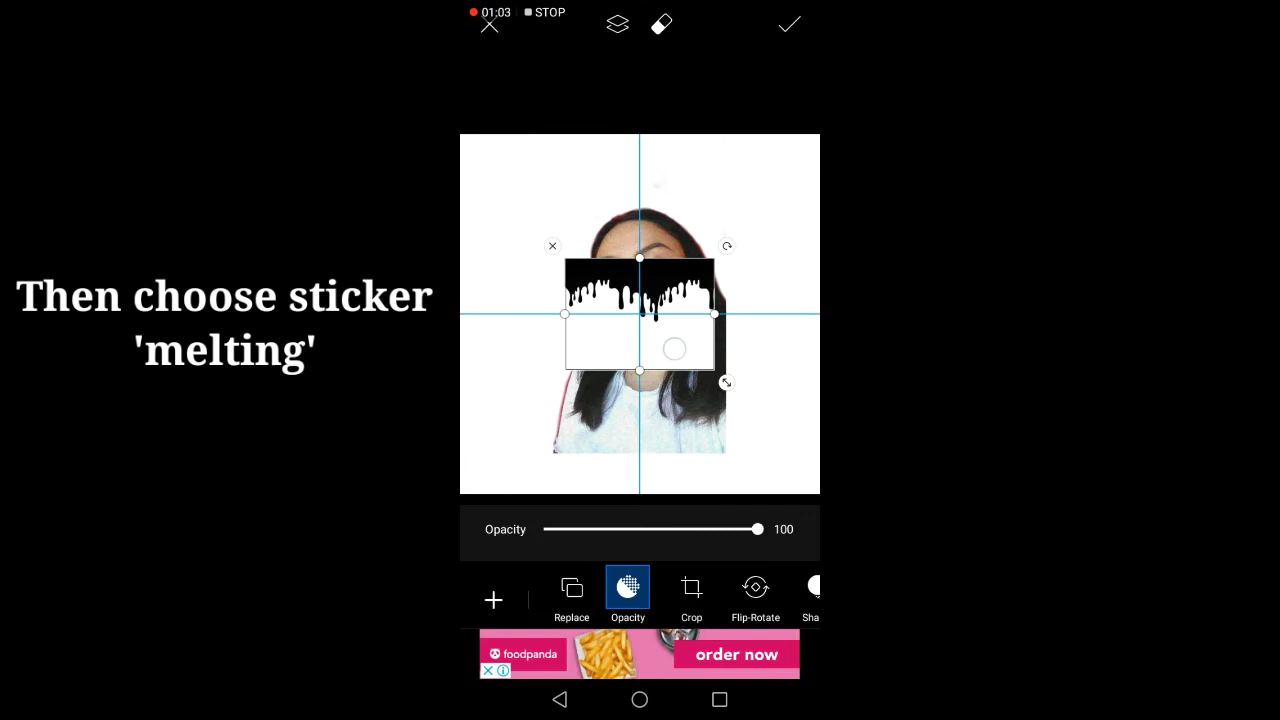 01:03 STOP
Then choose sticker
'melting'
Opacity 100
Replace Opacity Crop Flip-Rotate Sha
foodpanda order now